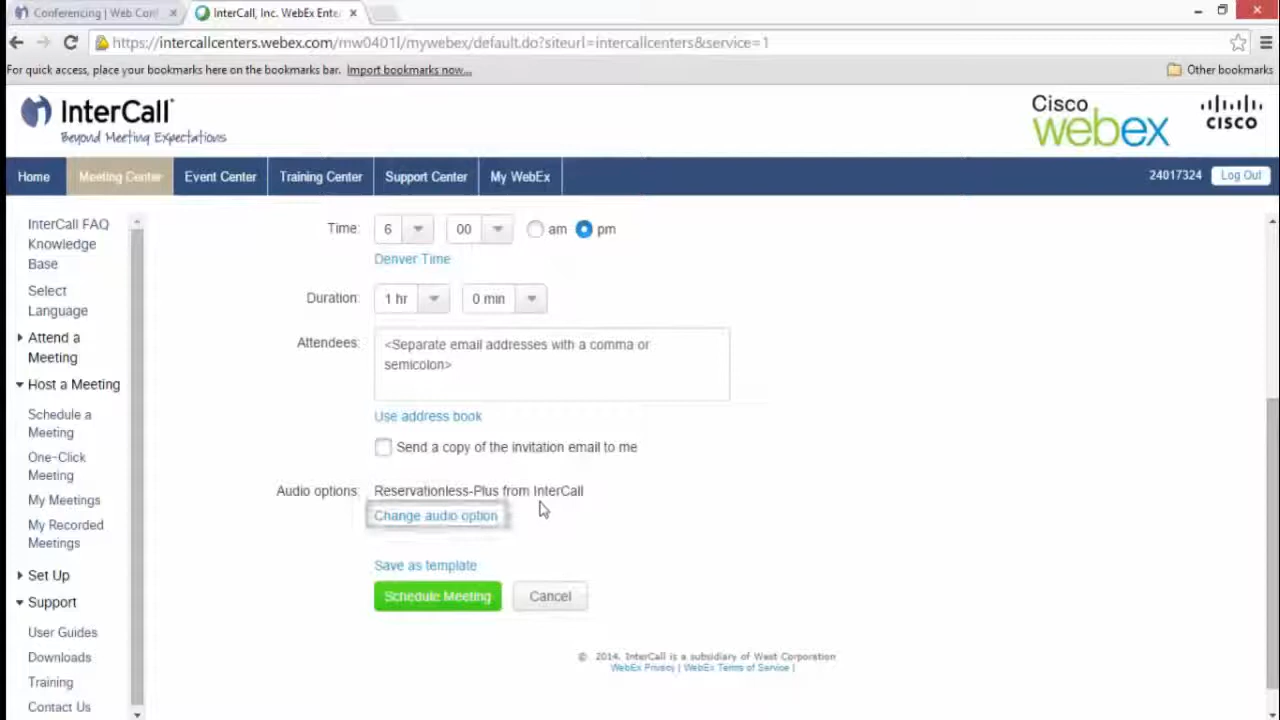 Conferencing | Web Conf
InterCall, Inc. WebEx Ente
https://intercallcenters.webex.com/mw0401l/mywebex/default.do?siteurl=intercallcenters&service=1
For quick access, place your bookmarks here on the bookmarks bar. Import bookmarks now...
Other bookmarks
InterCall
Beyond Meeting Expectations
Cisco
webex
CISCO
Home
Meeting Center
Event Center
Training Center
Support Center
My WebEx
24017324
Log Out
InterCall FAQ
Knowledge
Base
Select
Language
Attend a
Meeting
Host a Meeting
Schedule a
Meeting
One-Click
Meeting
My Meetings
My Recorded
Meetings
Set Up
Support
User Guides
Downloads
Training
Contact Us
Time: 6 00 am pm
Denver Time
Duration: 1 hr 0 min
Attendees: <Separate email addresses with a comma or
semicolon>
Use address book
Send a copy of the invitation email to me
Audio options: Reservationless-Plus from InterCall
Change audio option
Save as template
Schedule Meeting
Cancel
© 2014, InterCall is a subsidiary of West Corporation
WebEx Privacy | WebEx Terms of Service |